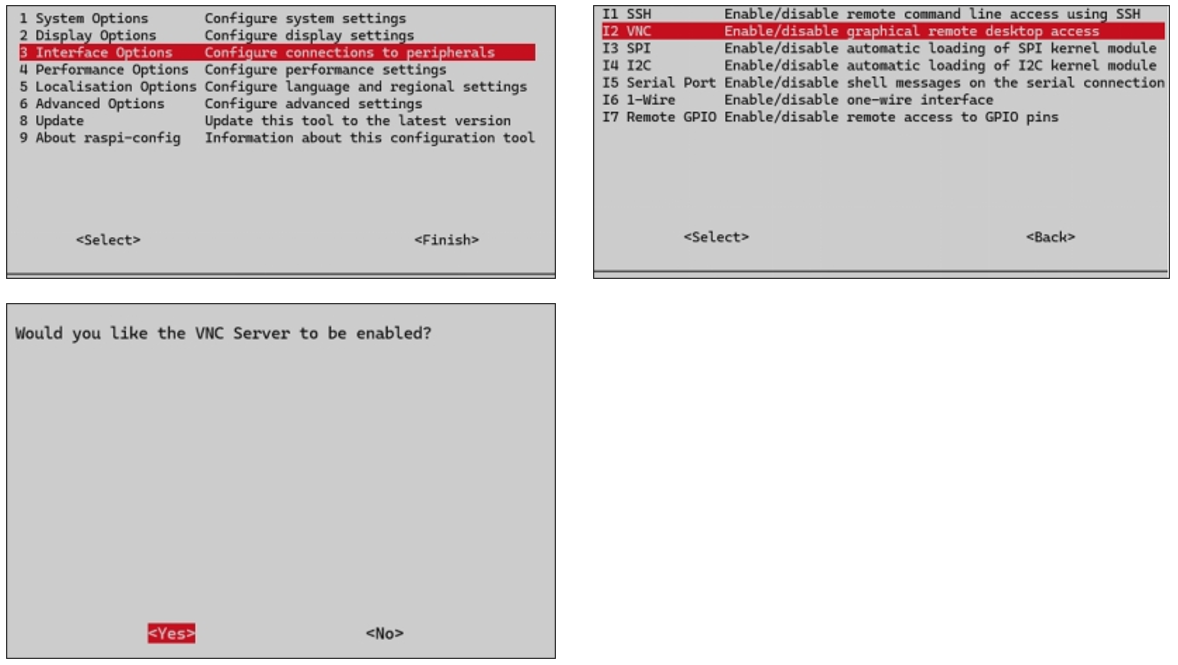 1 System Options Configure system settings
2 Display Options Configure display settings
3 Interface Options Configure connections to peripherals
4 Performance Options Configure performance settings
5 Localisation Options Configure language and regional settings
6 Advanced Options Configure advanced settings
8 Update Update this tool to the latest version
9 About raspi-config Information about this configuration tool
<Select> <Finish>
I1 SSH Enable/disable remote command line access using SSH
I2 VNC Enable/disable graphical remote desktop access
I3 SPI Enable/disable automatic loading of SPI kernel module
I4 I2C Enable/disable automatic loading of I2C kernel module
I5 Serial Port Enable/disable shell messages on the serial connection
I6 1-Wire Enable/disable one-wire interface
I7 Remote GPIO Enable/disable remote access to GPIO pins
<Select> <Back>
Would you like the VNC Server to be enabled?
<Yes> <No>